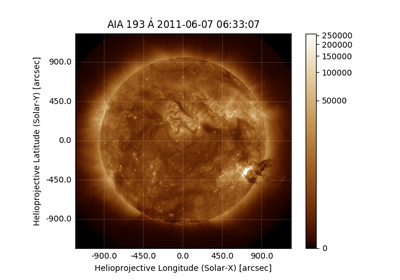 AIA 193 Å 2011-06-07 06:33:07
Helioprojective Latitude (Solar-Y) [arcsec]
900.0
450.0
0.0
-450.0
-900.0
-900.0 -450.0 0.0 450.0 900.0
Helioprojective Longitude (Solar-X) [arcsec]
250000
200000
150000
100000
50000
0